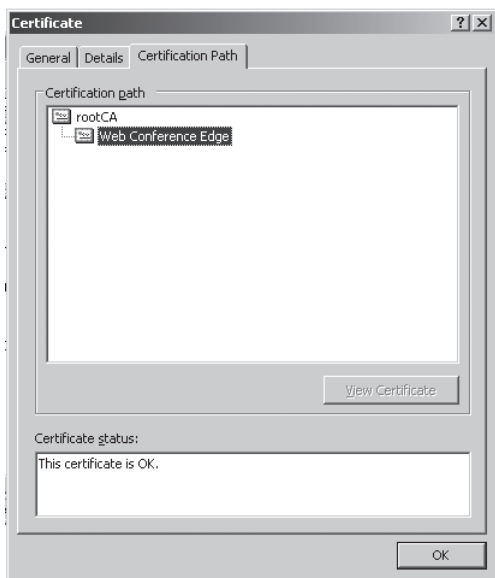 Certificate
General Details Certification Path
Certification path
rootCA
Web Conference Edge
View Certificate
Certificate status:
This certificate is OK.
OK